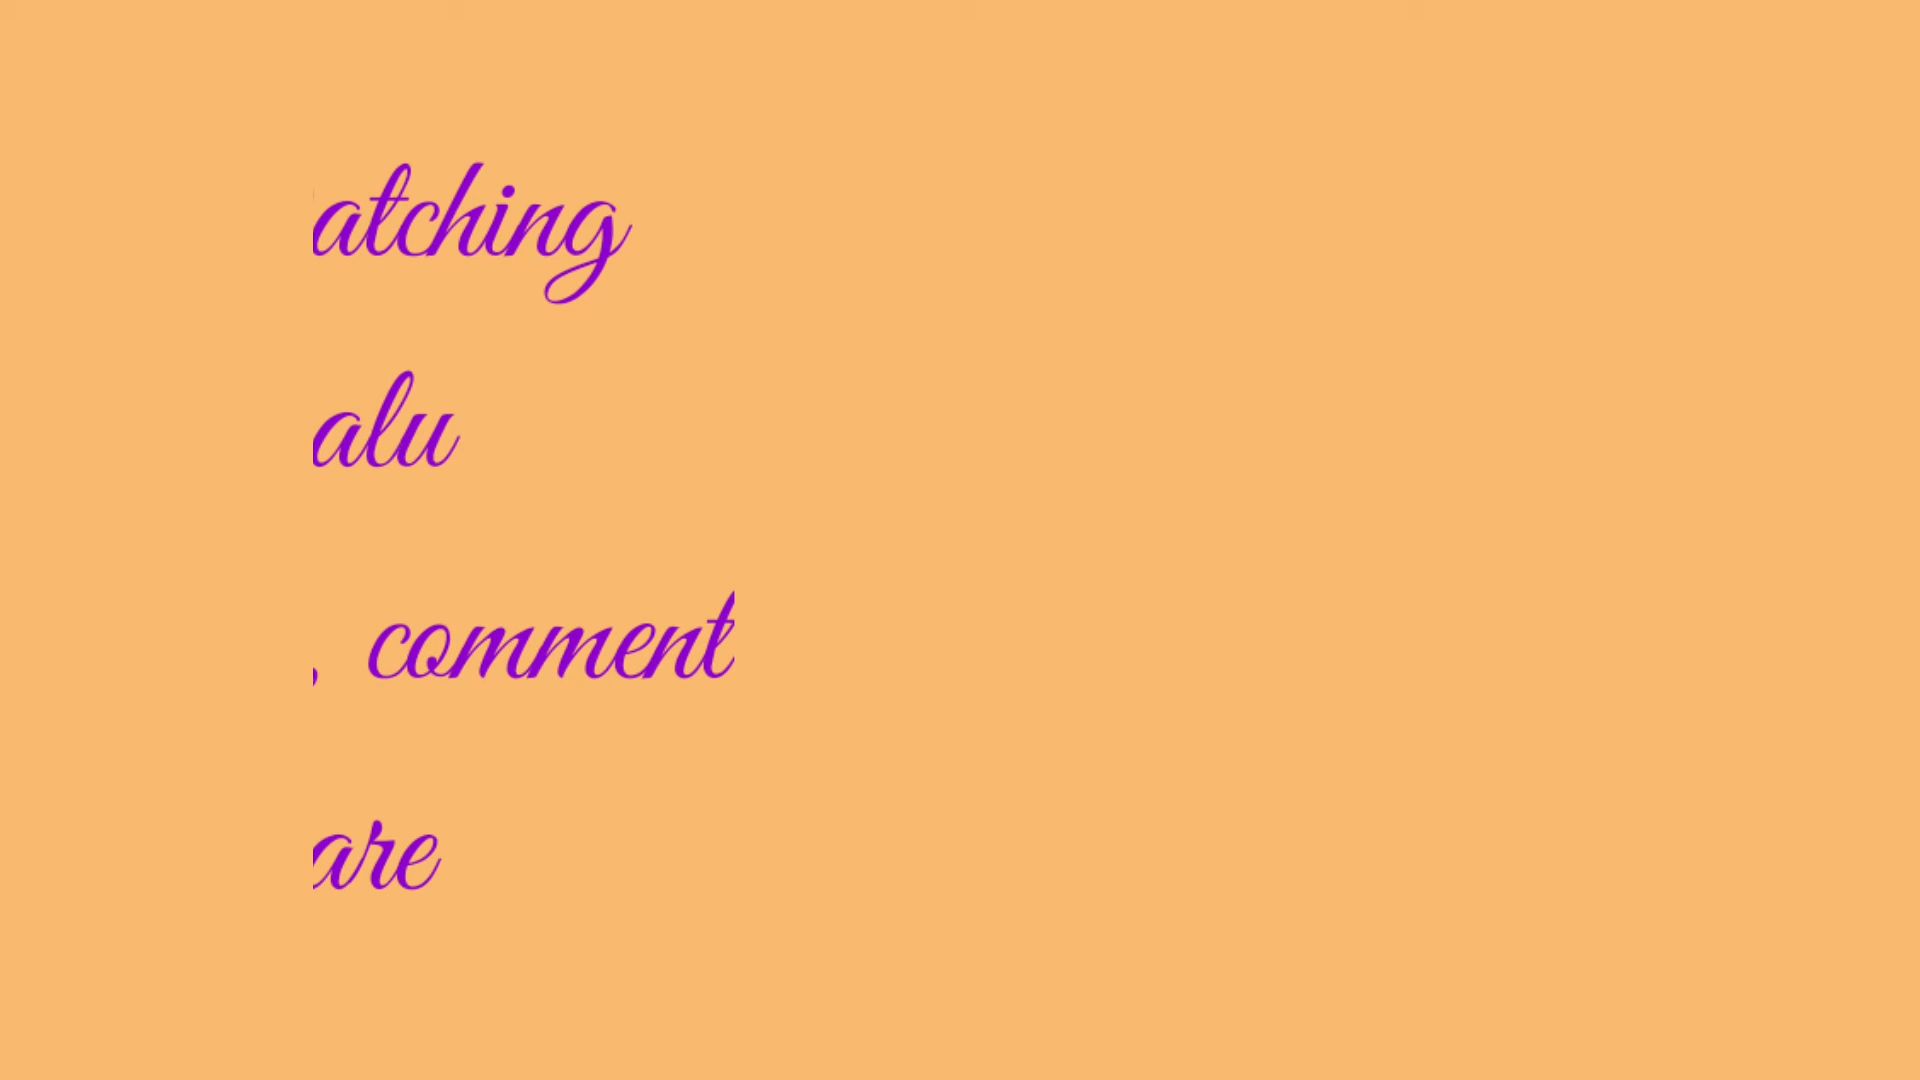 atching
alu
, comment
are